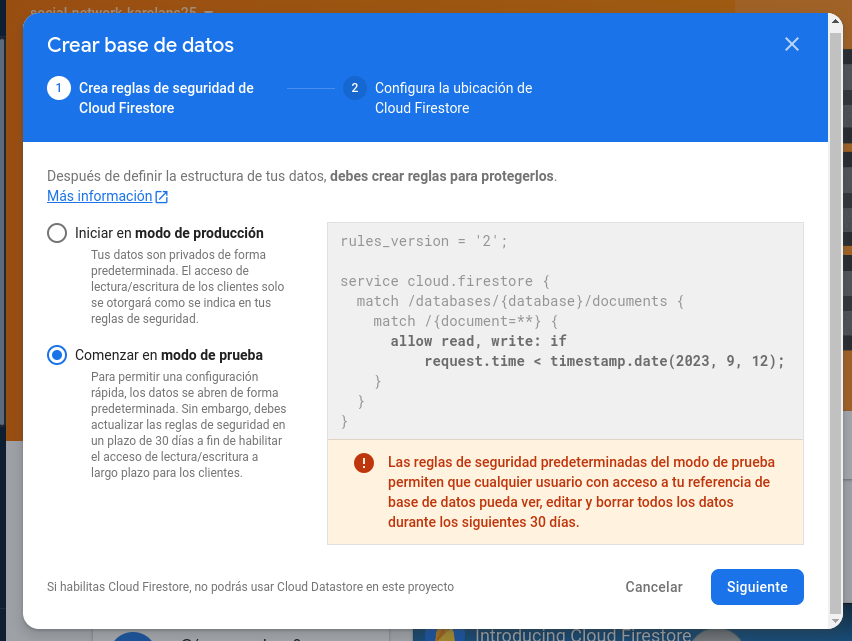 social-network-karolaps25
Crear base de datos
1 Crea reglas de seguridad de
Cloud Firestore
2 Configura la ubicación de
Cloud Firestore
Después de definir la estructura de tus datos, debes crear reglas para protegerlos.
Más información
Iniciar en modo de producción
Tus datos son privados de forma
predeterminada. El acceso de
lectura/escritura de los clientes solo
se otorgará como se indica en tus
reglas de seguridad.
Comenzar en modo de prueba
Para permitir una configuración
rápida, los datos se abren de forma
predeterminada. Sin embargo, debes
actualizar las reglas de seguridad en
un plazo de 30 días a fin de habilitar
el acceso de lectura/escritura a
largo plazo para los clientes.
rules_version = '2';
service cloud.firestore {
match /databases/{database}/documents {
match /{document=**} {
allow read, write: if
request.time < timestamp.date(2023, 9, 12);
}
}
}
Las reglas de seguridad predeterminadas del modo de prueba
permiten que cualquier usuario con acceso a tu referencia de
base de datos pueda ver, editar y borrar todos los datos
durante los siguientes 30 días.
Si habilitas Cloud Firestore, no podrás usar Cloud Datastore en este proyecto
Cancelar
Siguiente
Introducing Cloud Firestore